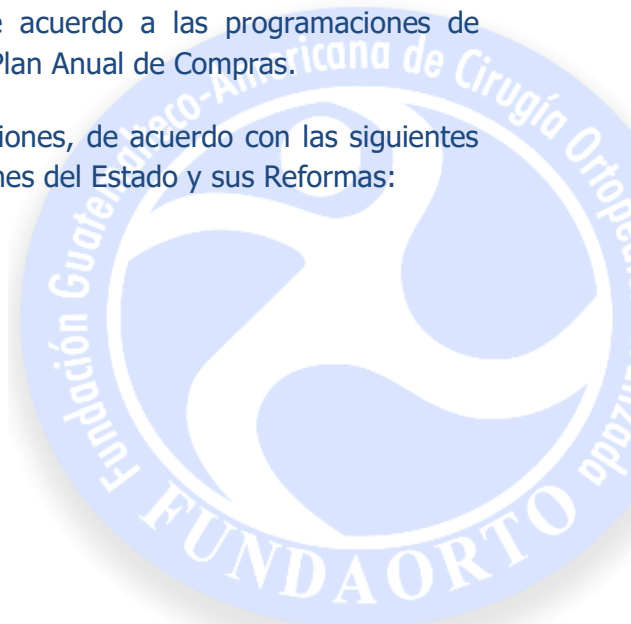 e acuerdo a las programaciones de
Plan Anual de Compras.
iones, de acuerdo con las siguientes
nes del Estado y sus Reformas:
Fundación Guatemalteco-Americana de Cirugía Ortopédica
FUNDAORTO